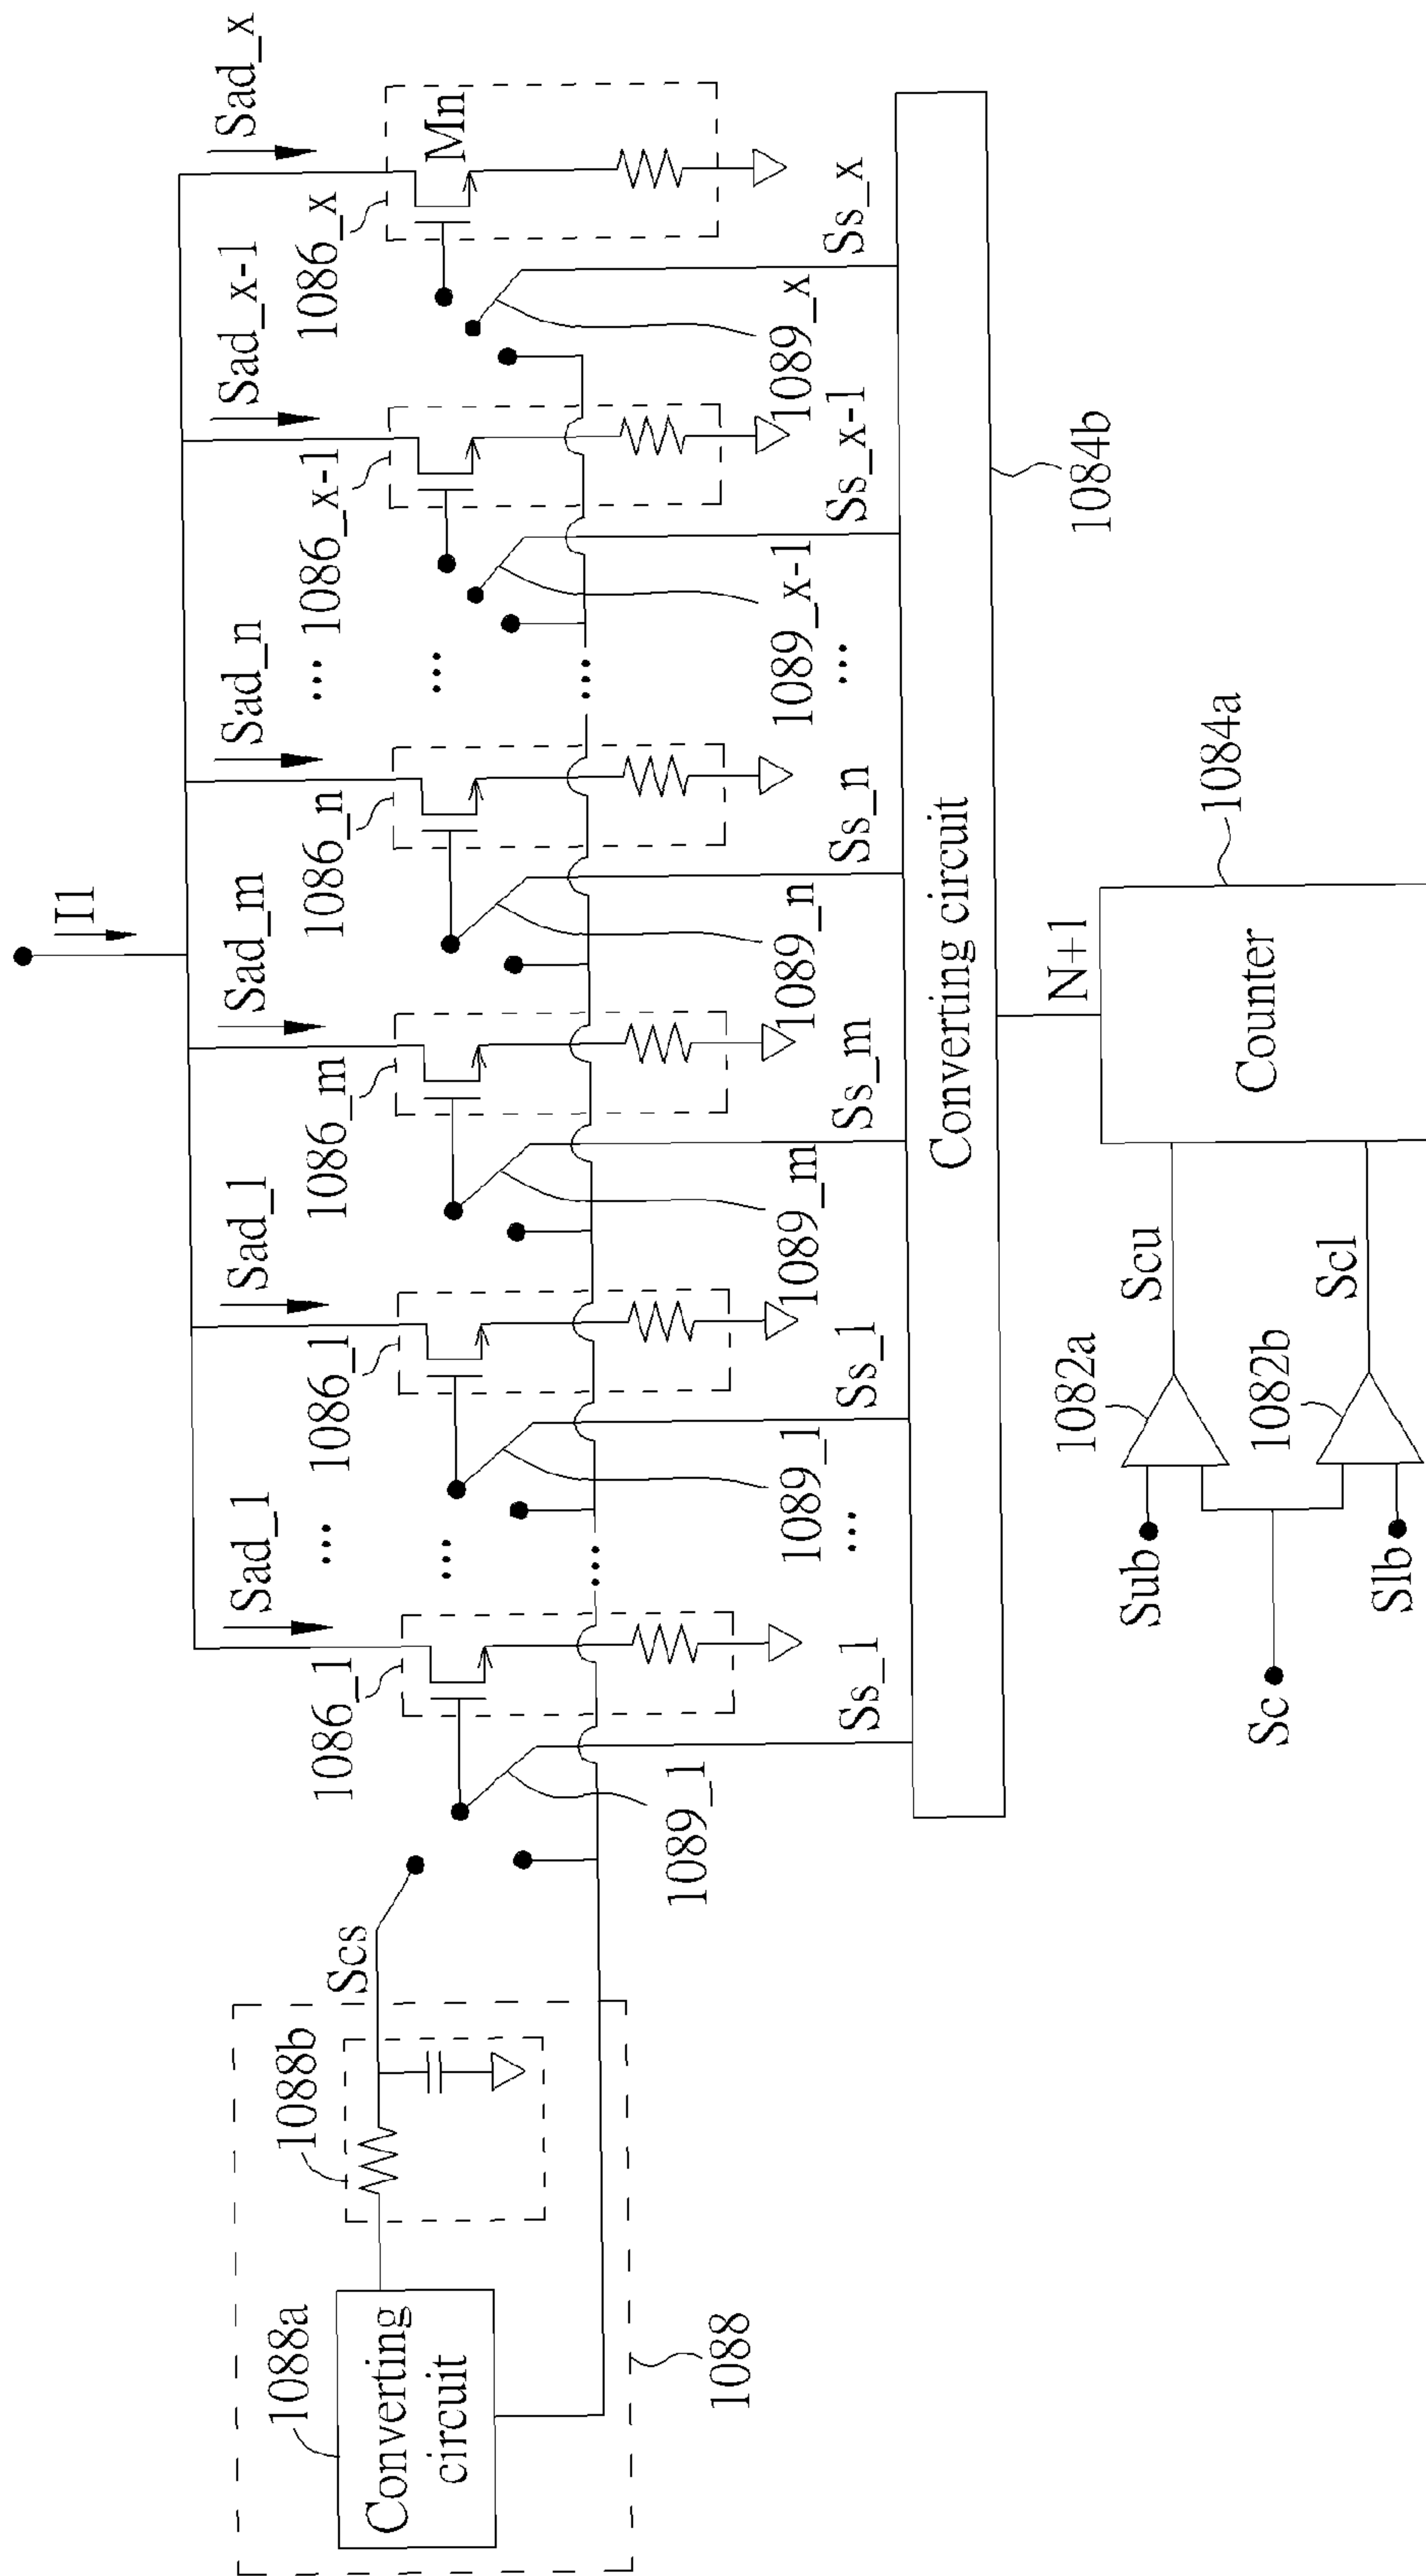 I1
Sad_1
Sad_1
Sad_m
Sad_n
Sad_x-1
Sad_x
1086_1
...
1086_1
1086_m
1086_n
...
1086_x-1
1086_x
Mn
...
...
...
...
Scs
1088b
1088a
Converting
circuit
1088
1089_1
1089_1
1089_m
1089_n
1089_x-1
1089_x
Ss_1
...
Ss_1
Ss_m
Ss_n
...
Ss_x-1
Ss_x
Converting circuit
1084b
N+1
1084a
Counter
Scu
Scl
1082a
1082b
Sub
Slb
Sc